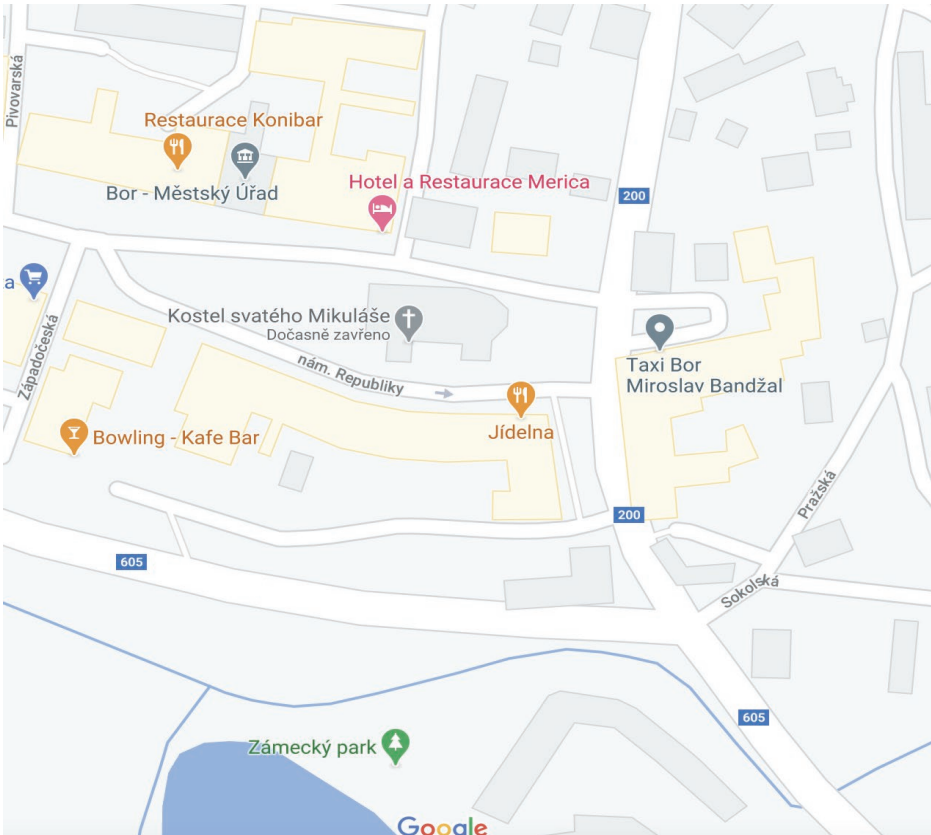 Pivovarská
Restaurace Konibar
Bor - Městský Úřad
Hotel a Restaurace Merica
200
a
Kostel svatého Mikuláše
Dočasně zavřeno
Západočeská
nám. Republiky
Taxi Bor
Miroslav Bandžal
Jídelna
Bowling - Kafe Bar
Pražská
200
605
Sokolská
605
Zámecký park
Google